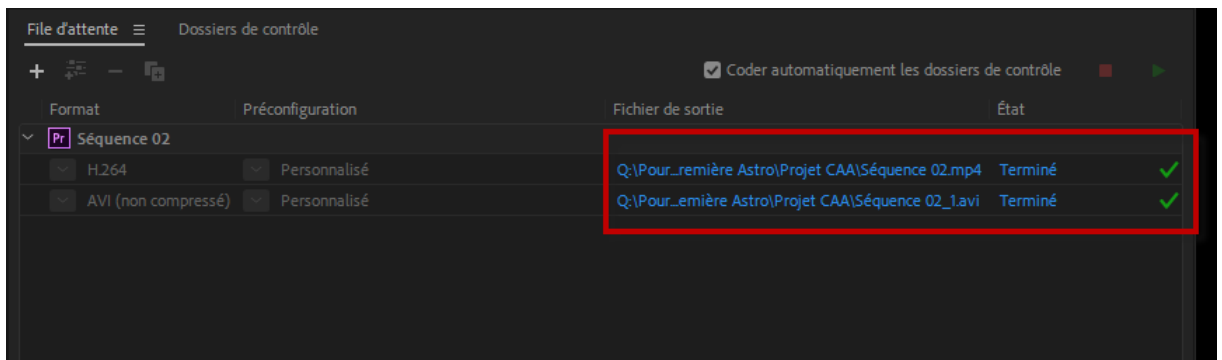 File d'attente Dossiers de contrôle
Coder automatiquement les dossiers de contrôle
Format Préconfiguration Fichier de sortie État
Pr Séquence 02
H.264 Personnalisé Q:\Pour...remière Astro\Projet CAA\Séquence 02.mp4 Terminé
AVI (non compressé) Personnalisé Q:\Pour...emière Astro\Projet CAA\Séquence 02_1.avi Terminé